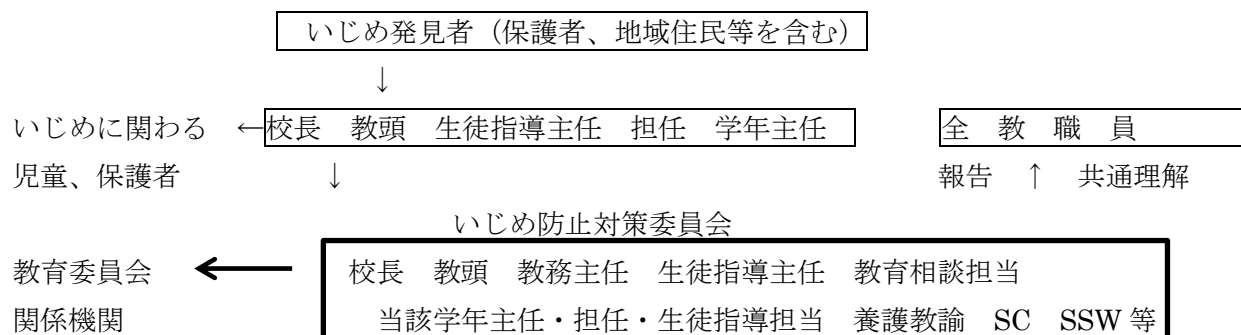 いじめ発見者（保護者、地域住民等を含む）
↓
いじめに関わる ←校長 教頭 生徒指導主任 担任 学年主任 全 教 職 員
児童、保護者 ↓ 報告 ↑ 共通理解
いじめ防止対策委員会
教育委員会 ← 校長 教頭 教務主任 生徒指導主任 教育相談担当
関係機関 当該学年主任・担任・生徒指導担当 養護教諭 SC SSW 等